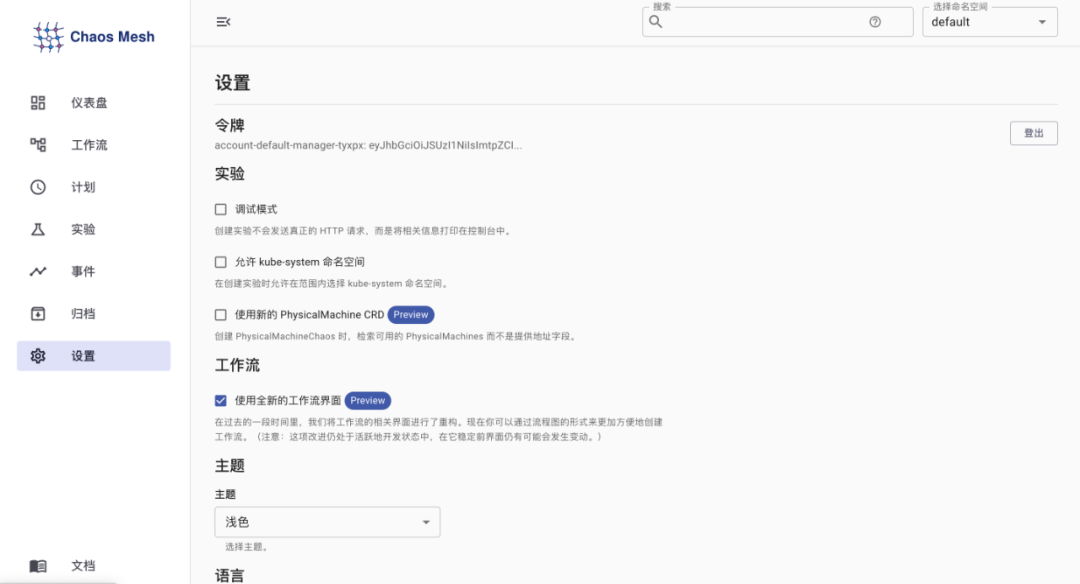 Chaos Mesh
仪表盘
工作流
计划
实验
事件
归档
设置
文档
搜索
选择命名空间
default
设置
令牌
登出
account-default-manager-tyxpx: eyJhbGciOiJSUzI1NiIsImtpZCI...
实验
调试模式
创建实验不会发送真正的 HTTP 请求，而是将相关信息打印在控制台中。
允许 kube-system 命名空间
在创建实验时允许在范围内选择 kube-system 命名空间。
使用新的 PhysicalMachine CRD Preview
创建 PhysicalMachineChaos 时，检索可用的 PhysicalMachines 而不是提供地址字段。
工作流
使用全新的工作流界面 Preview
在过去的一段时间里，我们将工作流的相关界面进行了重构。现在你可以通过流程图的形式来更加方便地创建
工作流。（注意：这项改进仍处于活跃地开发状态中，在它稳定前界面仍有可能会发生变动。）
主题
主题
浅色
选择主题。
语言